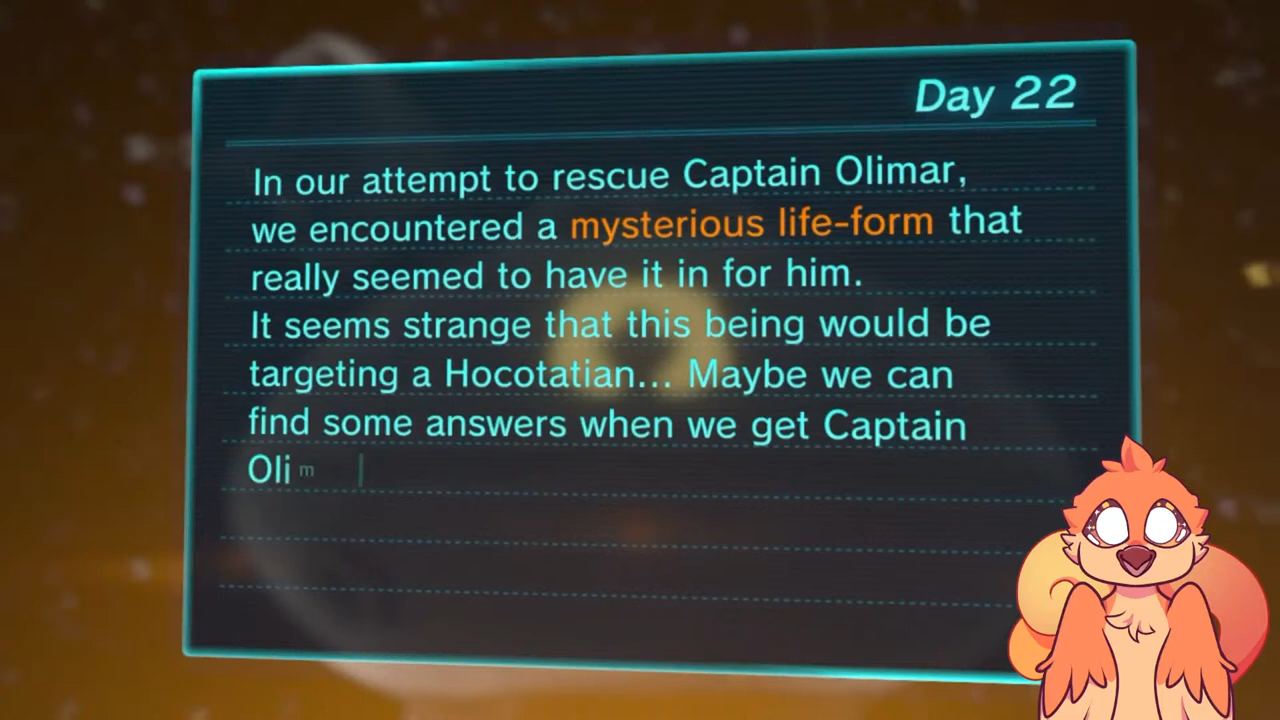 Day 22
In our attempt to rescue Captain Olimar,
we encountered a mysterious life-form that
really seemed to have it in for him.
It seems strange that this being would be
targeting a Hocotatian... Maybe we can
find some answers when we get Captain
Olim